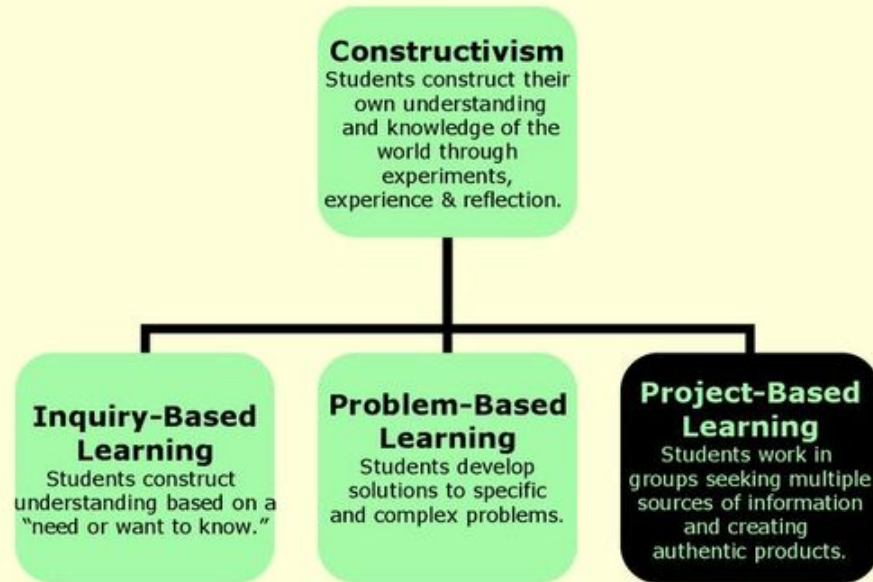 Constructivism
Students construct their
own understanding
and knowledge of the
world through
experiments,
experience & reflection.
Inquiry-Based
Learning
Students construct
understanding based on a
“need or want to know.”
Problem-Based
Learning
Students develop
solutions to specific
and complex problems.
Project-Based
Learning
Students work in
groups seeking multiple
sources of information
and creating
authentic products.